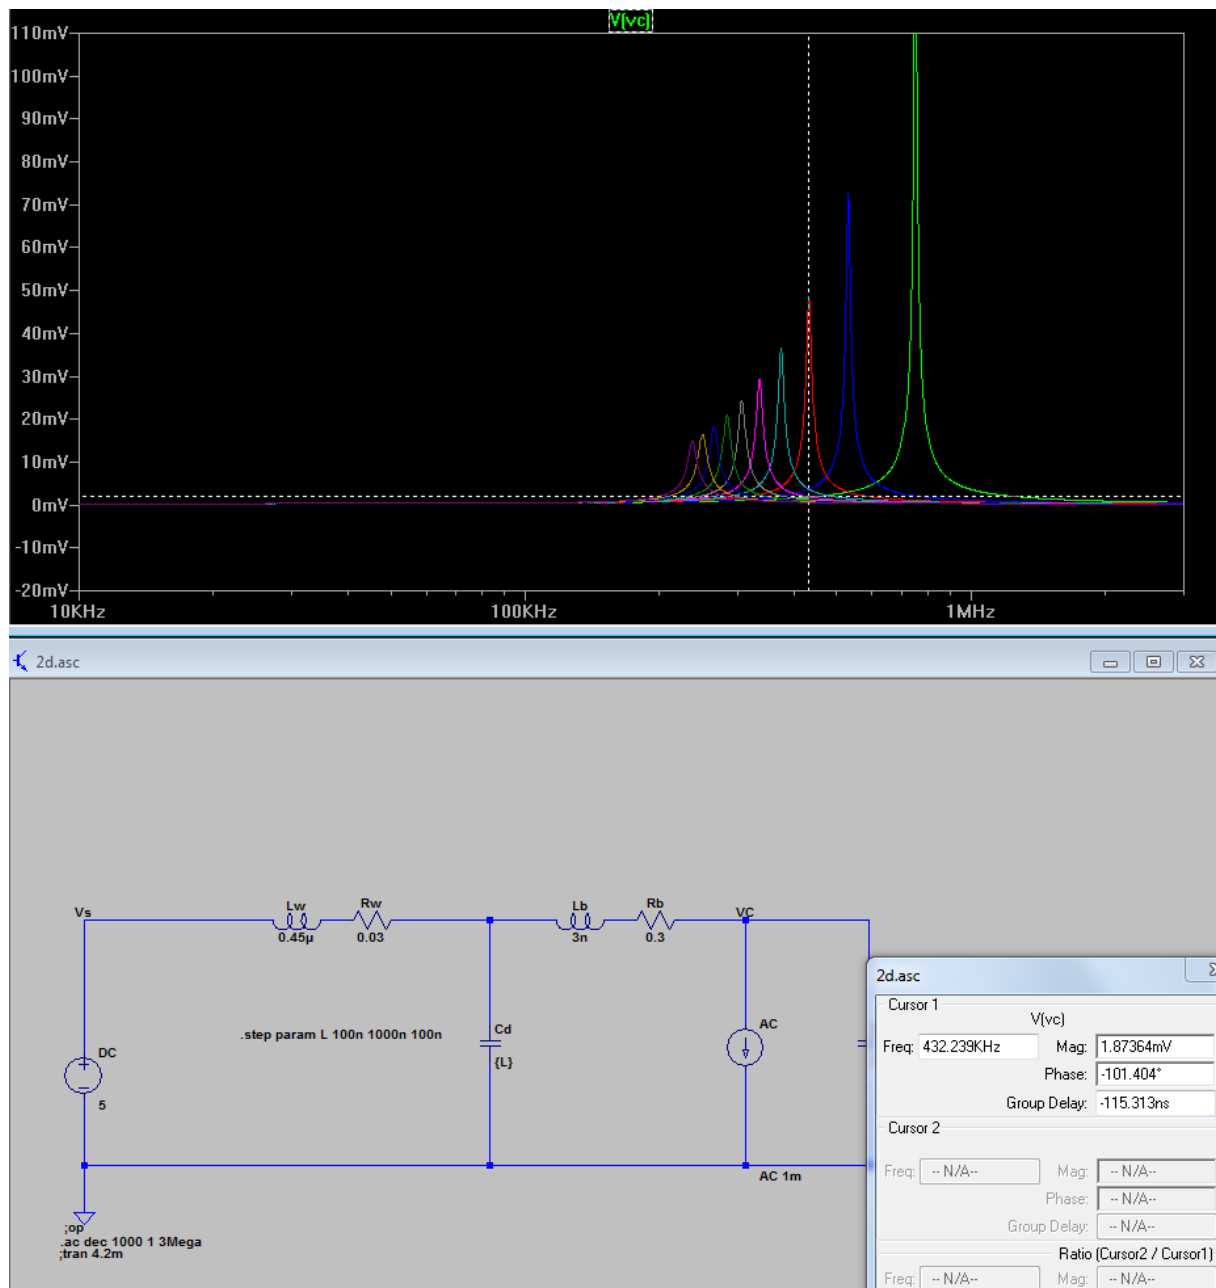 V(vc)
110mV
100mV
90mV
80mV
70mV
60mV
50mV
40mV
30mV
20mV
10mV
0mV
-10mV
-20mV
10KHz 100KHz 1MHz
2d.asc
Vs Lw Rw Lb Rb VC
0.45µ 0.03 3n 0.3
.step param L 100n 1000n 100n
Cd
{L}
AC
DC
5
AC 1m
;op
.ac dec 1000 1 3Mega
;tran 4.2m
2d.asc
Cursor 1
V(vc)
Freq: 432.239KHz Mag: 1.87364mV
Phase: -101.404°
Group Delay: -115.313ns
Cursor 2
Freq: -- N/A-- Mag: -- N/A--
Phase: -- N/A--
Group Delay: -- N/A--
Ratio (Cursor2 / Cursor1)
Freq: -- N/A-- Mag: -- N/A--